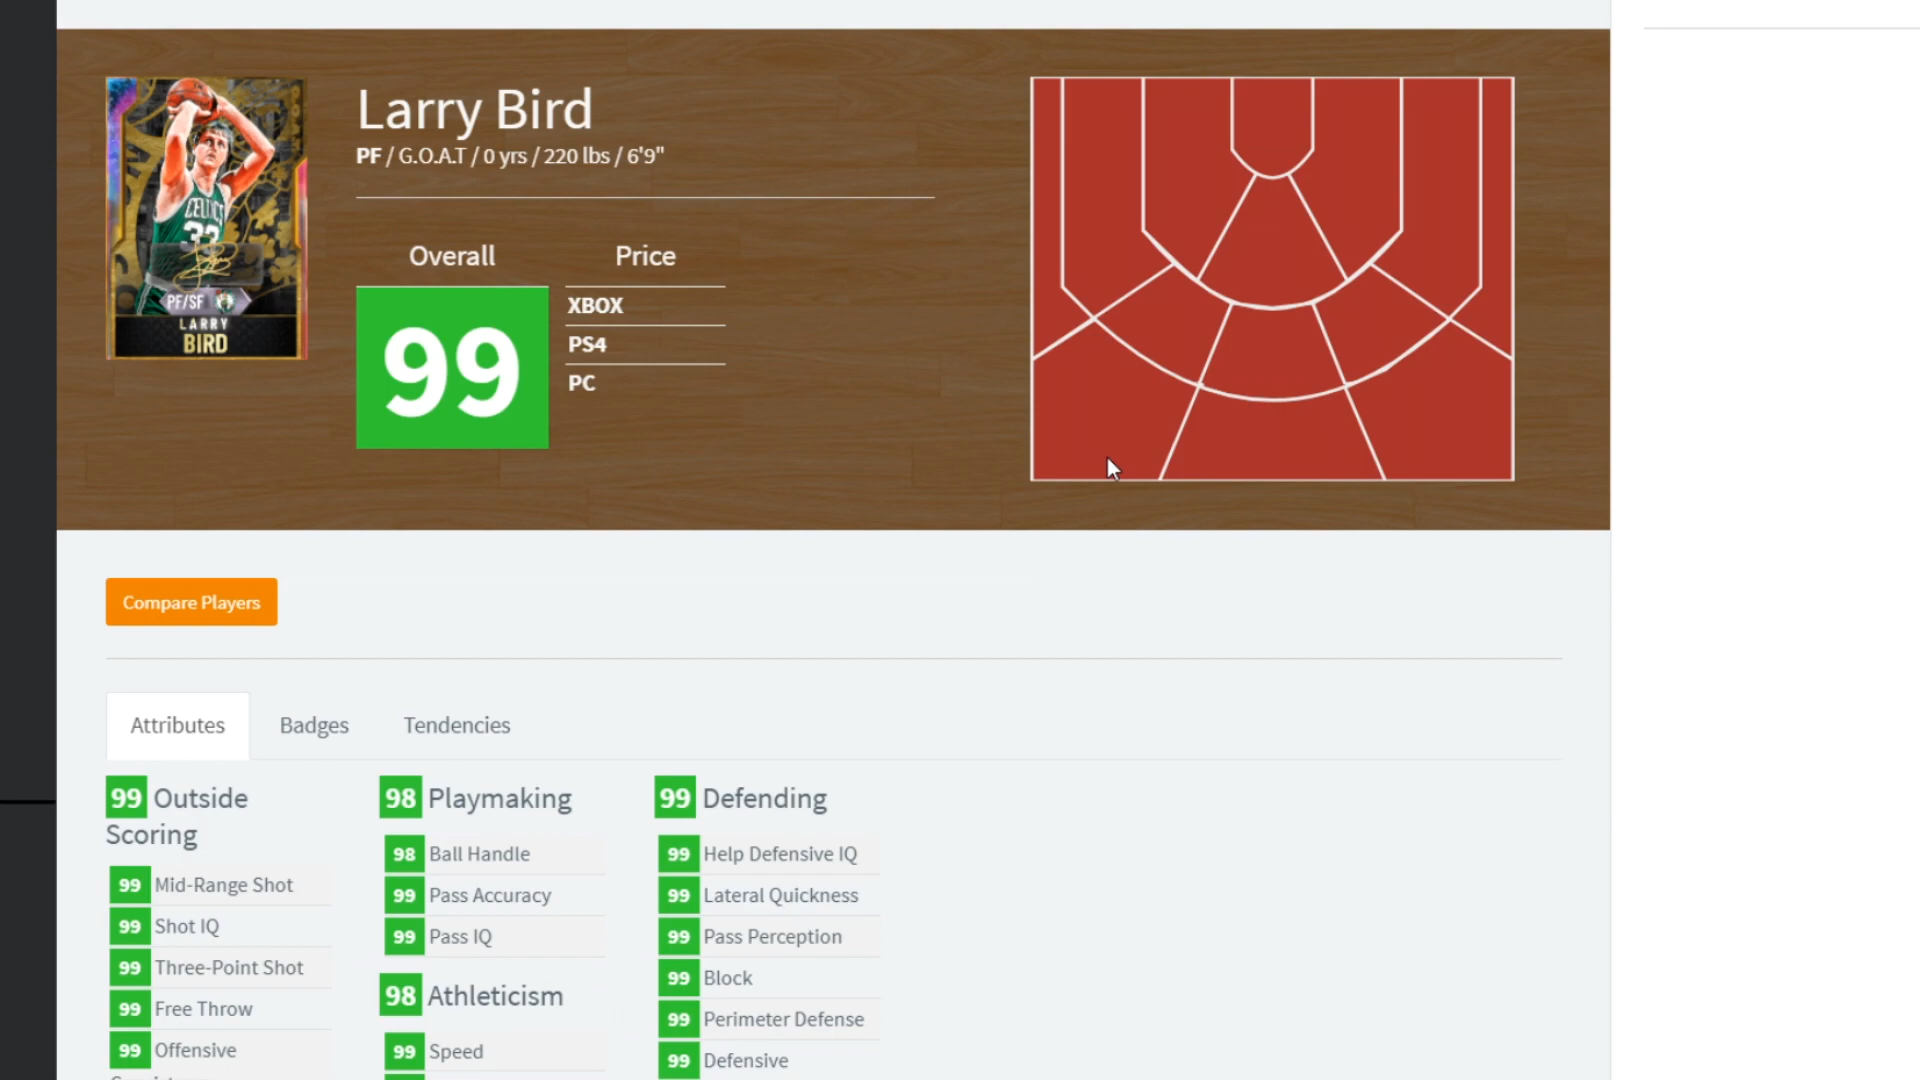 Larry Bird
PF / G.O.A.T / 0 yrs / 220 lbs / 6'9"
CELTICS
33
PF/SF
LARRY
BIRD
Overall
99
Price
XBOX
PS4
PC
Compare Players
Attributes
Badges
Tendencies
99 Outside
Scoring
99 Mid-Range Shot
99 Shot IQ
99 Three-Point Shot
99 Free Throw
99 Offensive
98 Playmaking
98 Ball Handle
99 Pass Accuracy
99 Pass IQ
98 Athleticism
99 Speed
99 Defending
99 Help Defensive IQ
99 Lateral Quickness
99 Pass Perception
99 Block
99 Perimeter Defense
99 Defensive